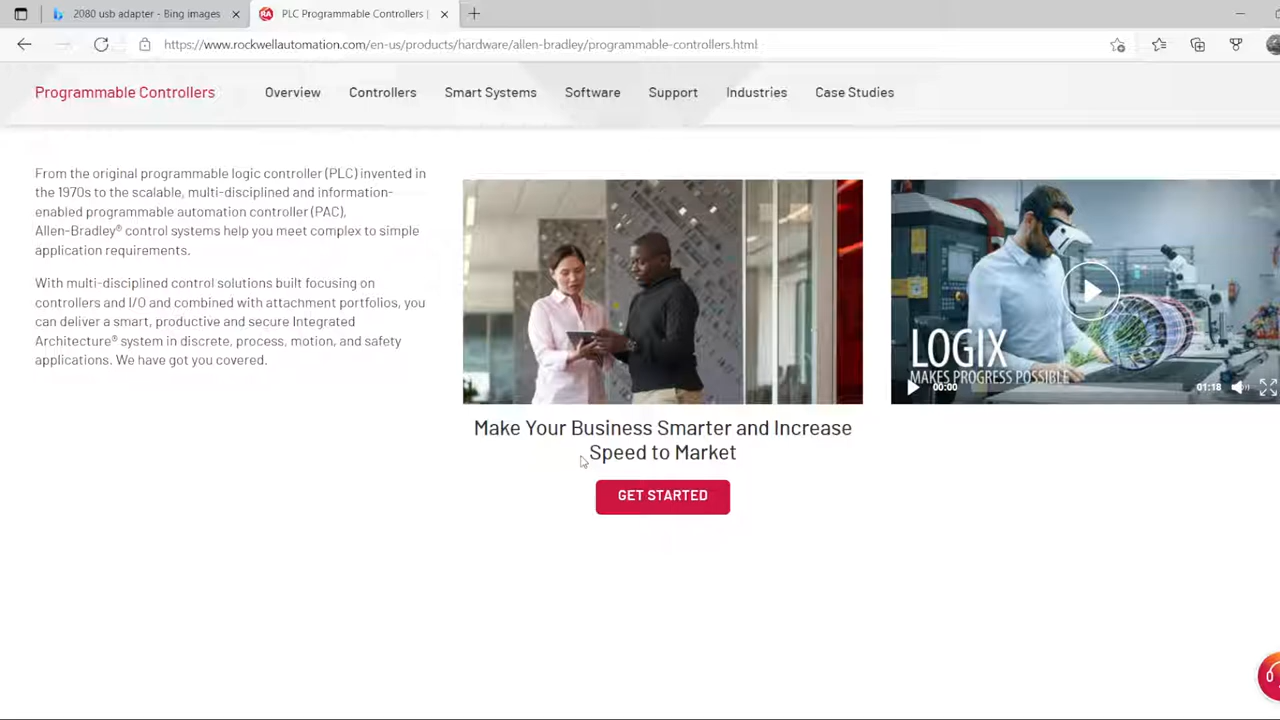 2080 usb adapter - Bing images
PLC Programmable Controllers |
https://www.rockwellautomation.com/en-us/products/hardware/allen-bradley/programmable-controllers.html
Programmable Controllers
Overview
Controllers
Smart Systems
Software
Support
Industries
Case Studies
From the original programmable logic controller (PLC) invented in
the 1970s to the scalable, multi-disciplined and information-
enabled programmable automation controller (PAC),
Allen-Bradley® control systems help you meet complex to simple
application requirements.
With multi-disciplined control solutions built focusing on
controllers and I/O and combined with attachment portfolios, you
can deliver a smart, productive and secure Integrated
Architecture® system in discrete, process, motion, and safety
applications. We have got you covered.
Make Your Business Smarter and Increase
Speed to Market
GET STARTED
LOGIX
MAKES PROGRESS POSSIBLE
00:00
01:18